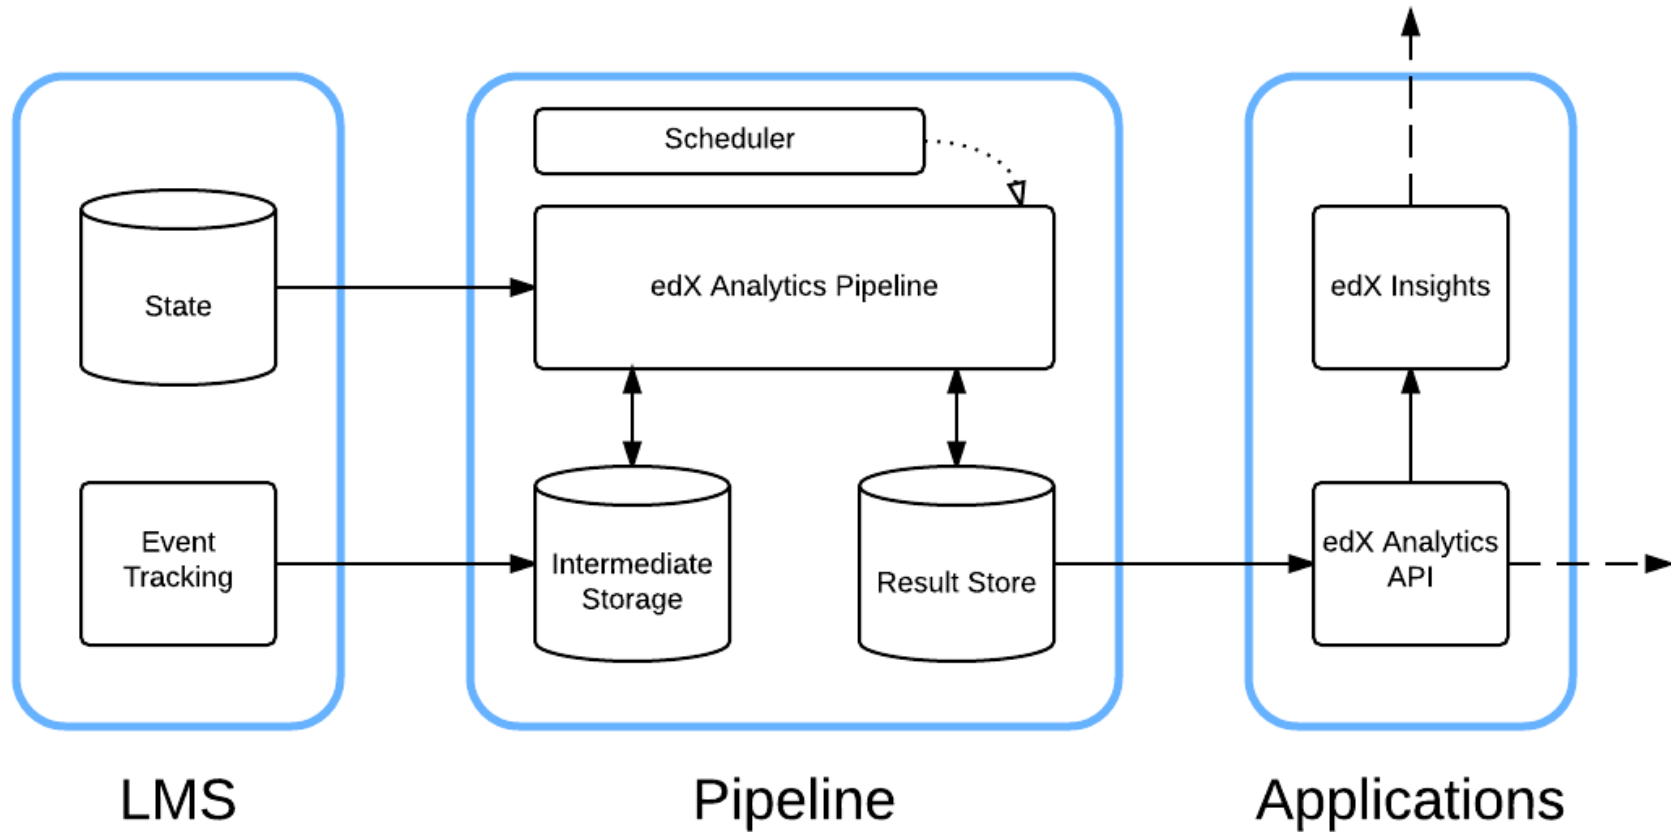 Scheduler
State
edX Analytics Pipeline
edX Insights
Event
Tracking
Intermediate
Storage
Result Store
edX Analytics
API
LMS
Pipeline
Applications